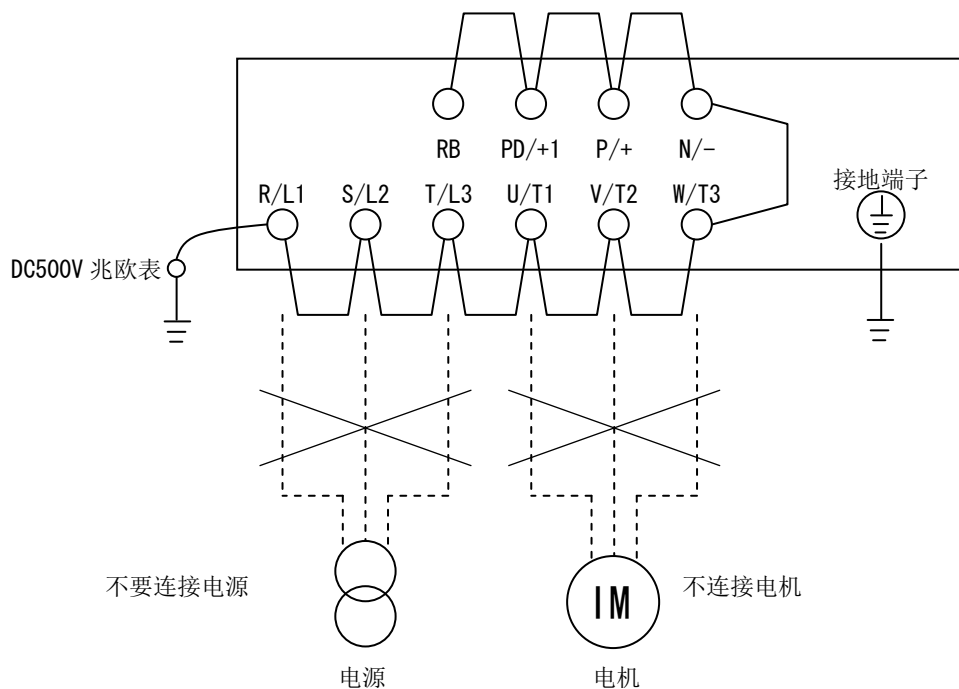 RB PD/+1 P/+ N/-
接地端子
R/L1 S/L2 T/L3 U/T1 V/T2 W/T3
DC500V 兆欧表
不要连接电源
IM
不连接电机
电源
电机